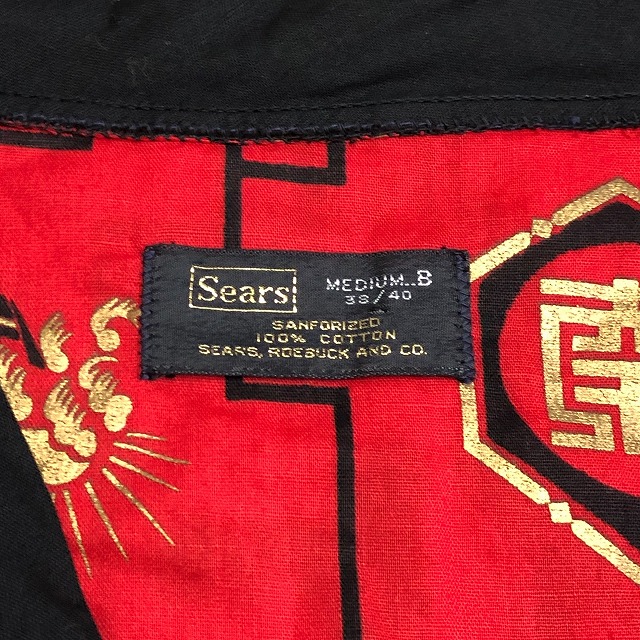 Sears
MEDIUM..B
38/40
SANFORIZED
100% COTTON
SEARS, ROEBUCK AND CO.